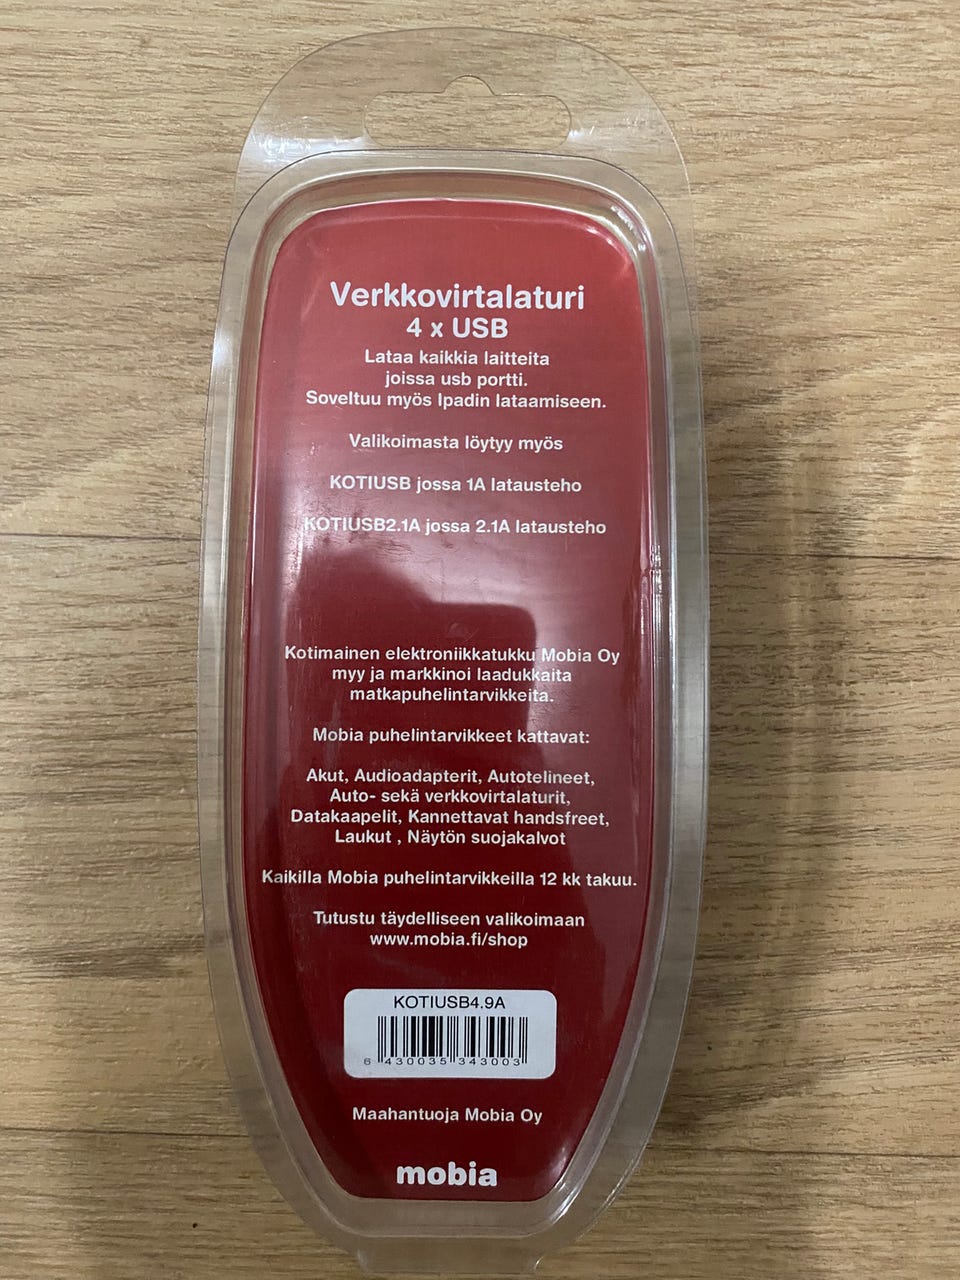 Verkkovirtalaturi
4 x USB
Lataa kaikkia laitteita
joissa usb portti.
Soveltuu myös Ipadin lataamiseen.
Valikoimasta löytyy myös
KOTIUSB jossa 1A latausteho
KOTIUSB2.1A jossa 2.1A latausteho
Kotimainen elektroniikkatukku Mobia Oy
myy ja markkinoi laadukkaita
matkapuhelintarvikkeita.
Mobia puhelintarvikkeet kattavat:
Akut, Audioadapterit, Autotelineet,
Auto- sekä verkkovirtalaturit,
Datakaapelit, Kannettavat handsfreet,
Laukut , Näytön suojakalvot
Kaikilla Mobia puhelintarvikkeilla 12 kk takuu.
Tutustu täydelliseen valikoimaan
www.mobia.fi/shop
KOTIUSB4.9A
6 430035 343003
Maahantuoja Mobia Oy
mobia